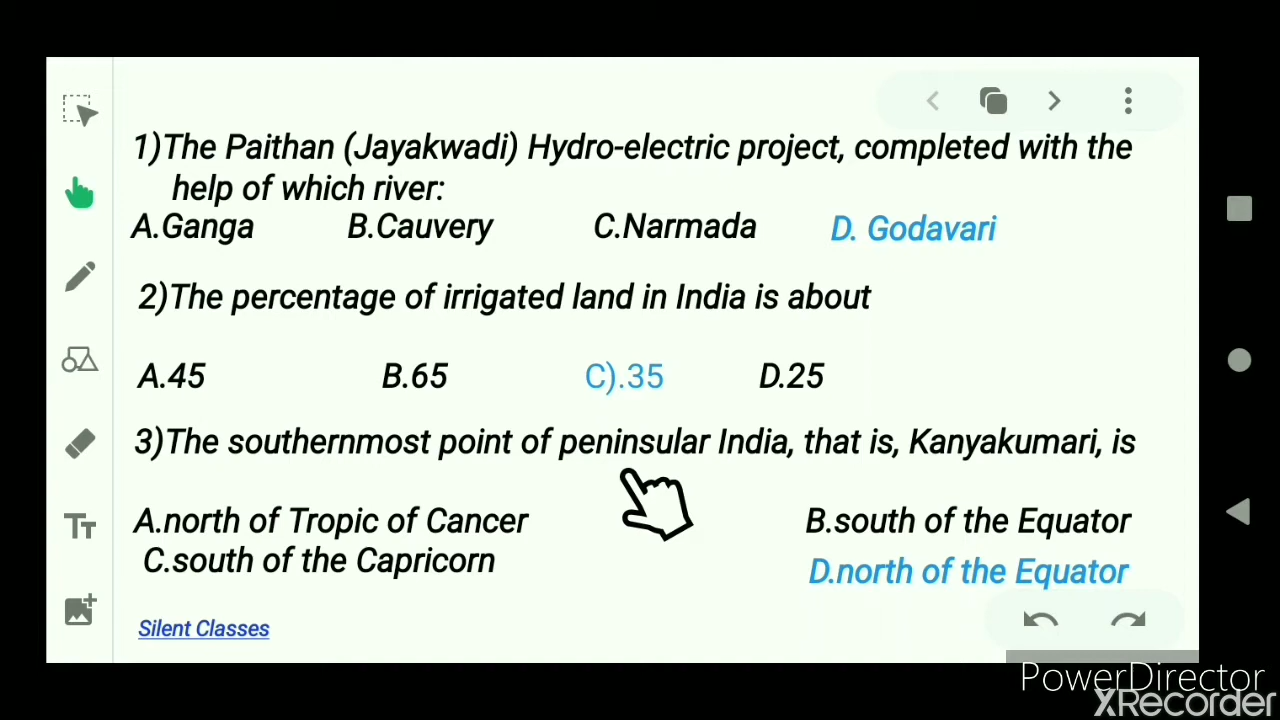 1)The Paithan (Jayakwadi) Hydro-electric project, completed with the
help of which river:
A.Ganga B.Cauvery C.Narmada D. Godavari
2)The percentage of irrigated land in India is about
A.45 B.65 C).35 D.25
3)The southernmost point of peninsular India, that is, Kanyakumari, is
A.north of Tropic of Cancer B.south of the Equator
C.south of the Capricorn D.north of the Equator
Silent Classes
TT
PowerDirector
XRecorder